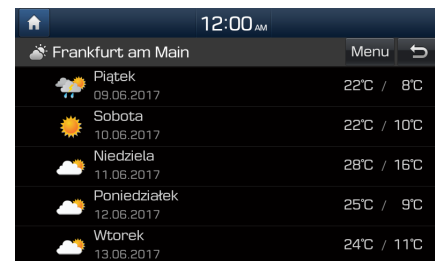 12:00 AM
Frankfurt am Main Menu
Piątek 22°C / 8°C
09.06.2017
Sobota 22°C / 10°C
10.06.2017
Niedziela 28°C / 16°C
11.06.2017
Poniedziałek 25°C / 9°C
12.06.2017
Wtorek 24°C / 11°C
13.06.2017